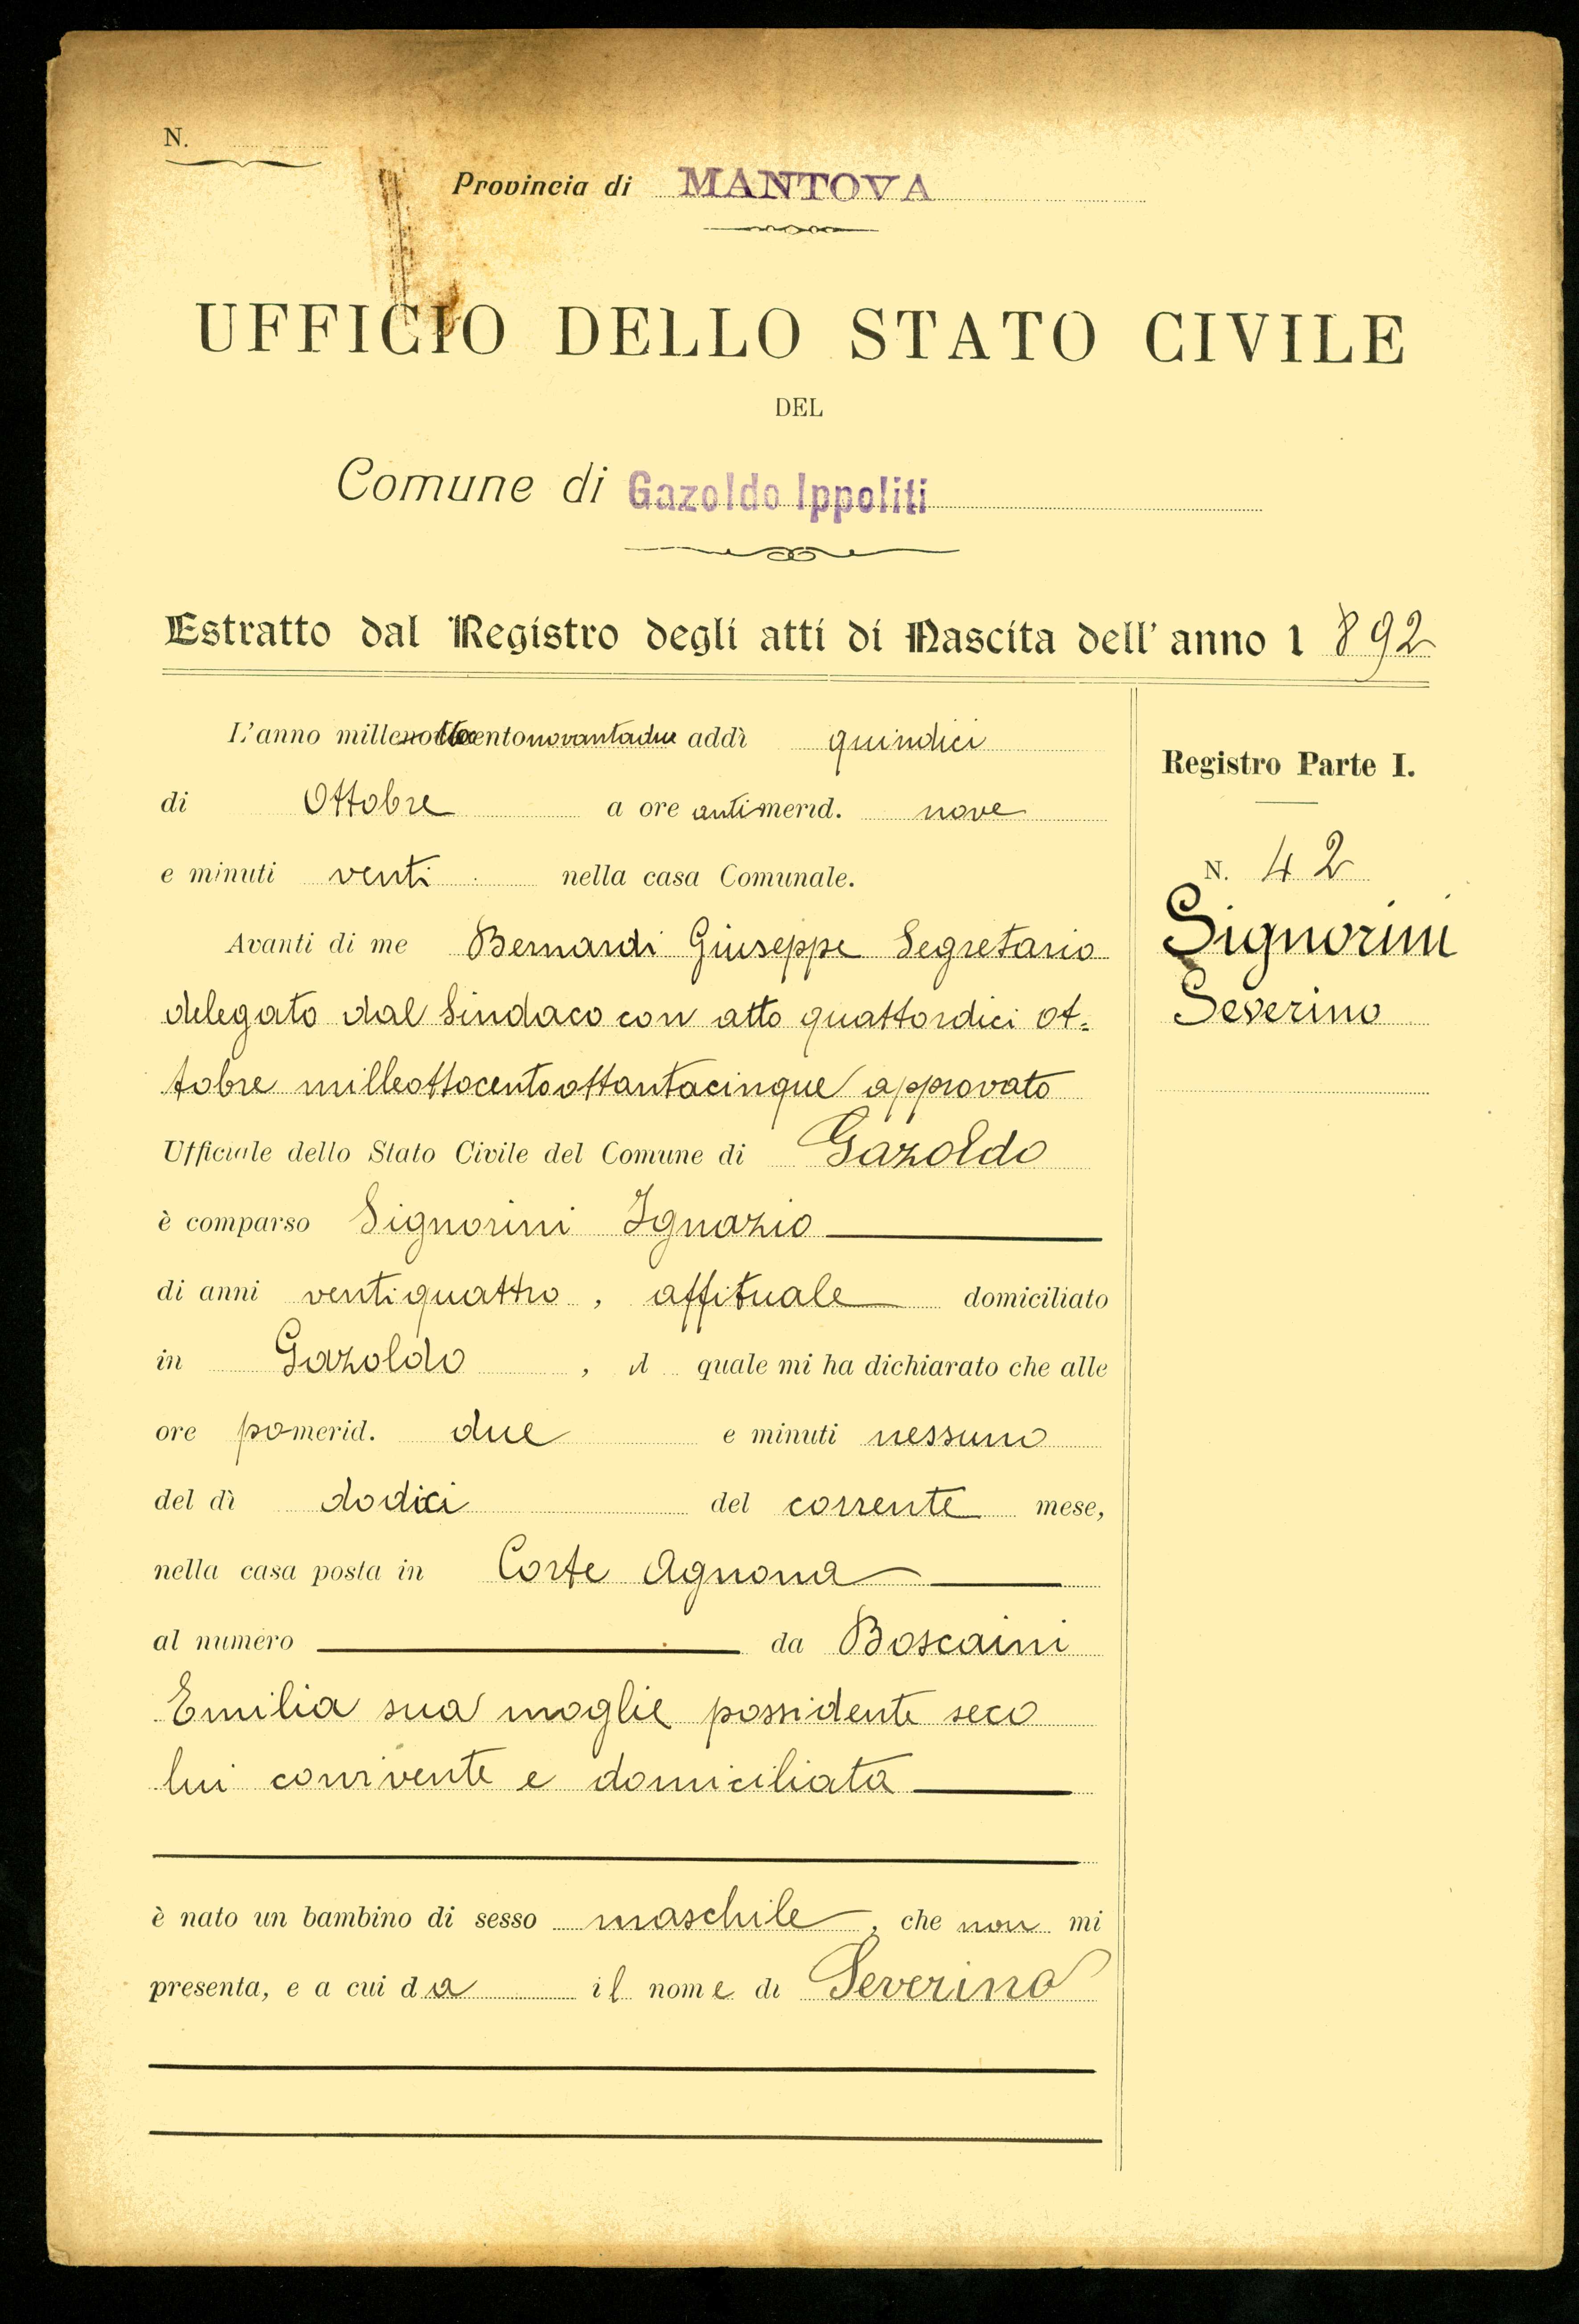 N.
Provincia di MANTOVA
UFFICIO DELLO STATO CIVILE
DEL
Comune di Gazoldo Ippoliti
Estratto dal Registro degli atti di Nascita dell'anno 1892
L'anno milleottocentonovantadue addì quindici
di Ottobre a ore antimerid. nove
e minuti venti nella casa Comunale.
Avanti di me Bernardi Giuseppe Segretario
delegato dal Sindaco con atto quattordici ot=
tobre milleottocentoottantacinque approvato
Ufficiale dello Stato Civile del Comune di Gazoldo
è comparso Signorini Ignazio
di anni ventiquattro, affituale domiciliato
in Gazoldo, il quale mi ha dichiarato che alle
ore pomerid. due e minuti nessuno
del dì dodici del corrente mese,
nella casa posta in Corte Agnona
al numero da Boscaini
Emilia sua moglie possidente seco
lui convivente e domiciliata
è nato un bambino di sesso maschile, che non mi
presenta, e a cui da il nome di Severino
Registro Parte I.
N. 42
Signorini
Severino